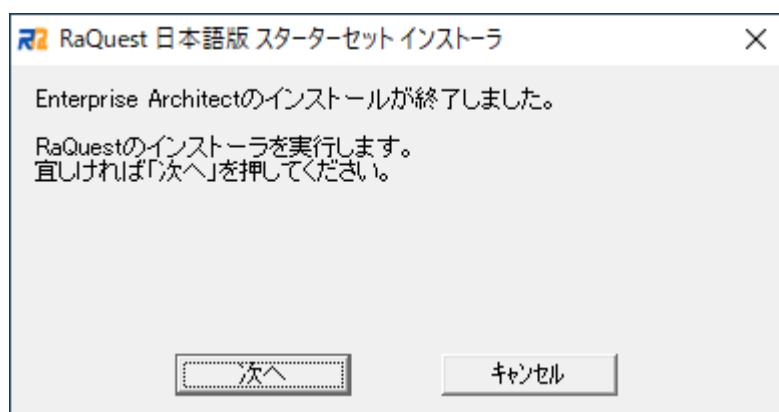 RaQuest 日本語版 スターターセット インストーラ
Enterprise Architectのインストールが終了しました。
RaQuestのインストーラを実行します。
宜しければ「次へ」を押してください。
次へ
キャンセル